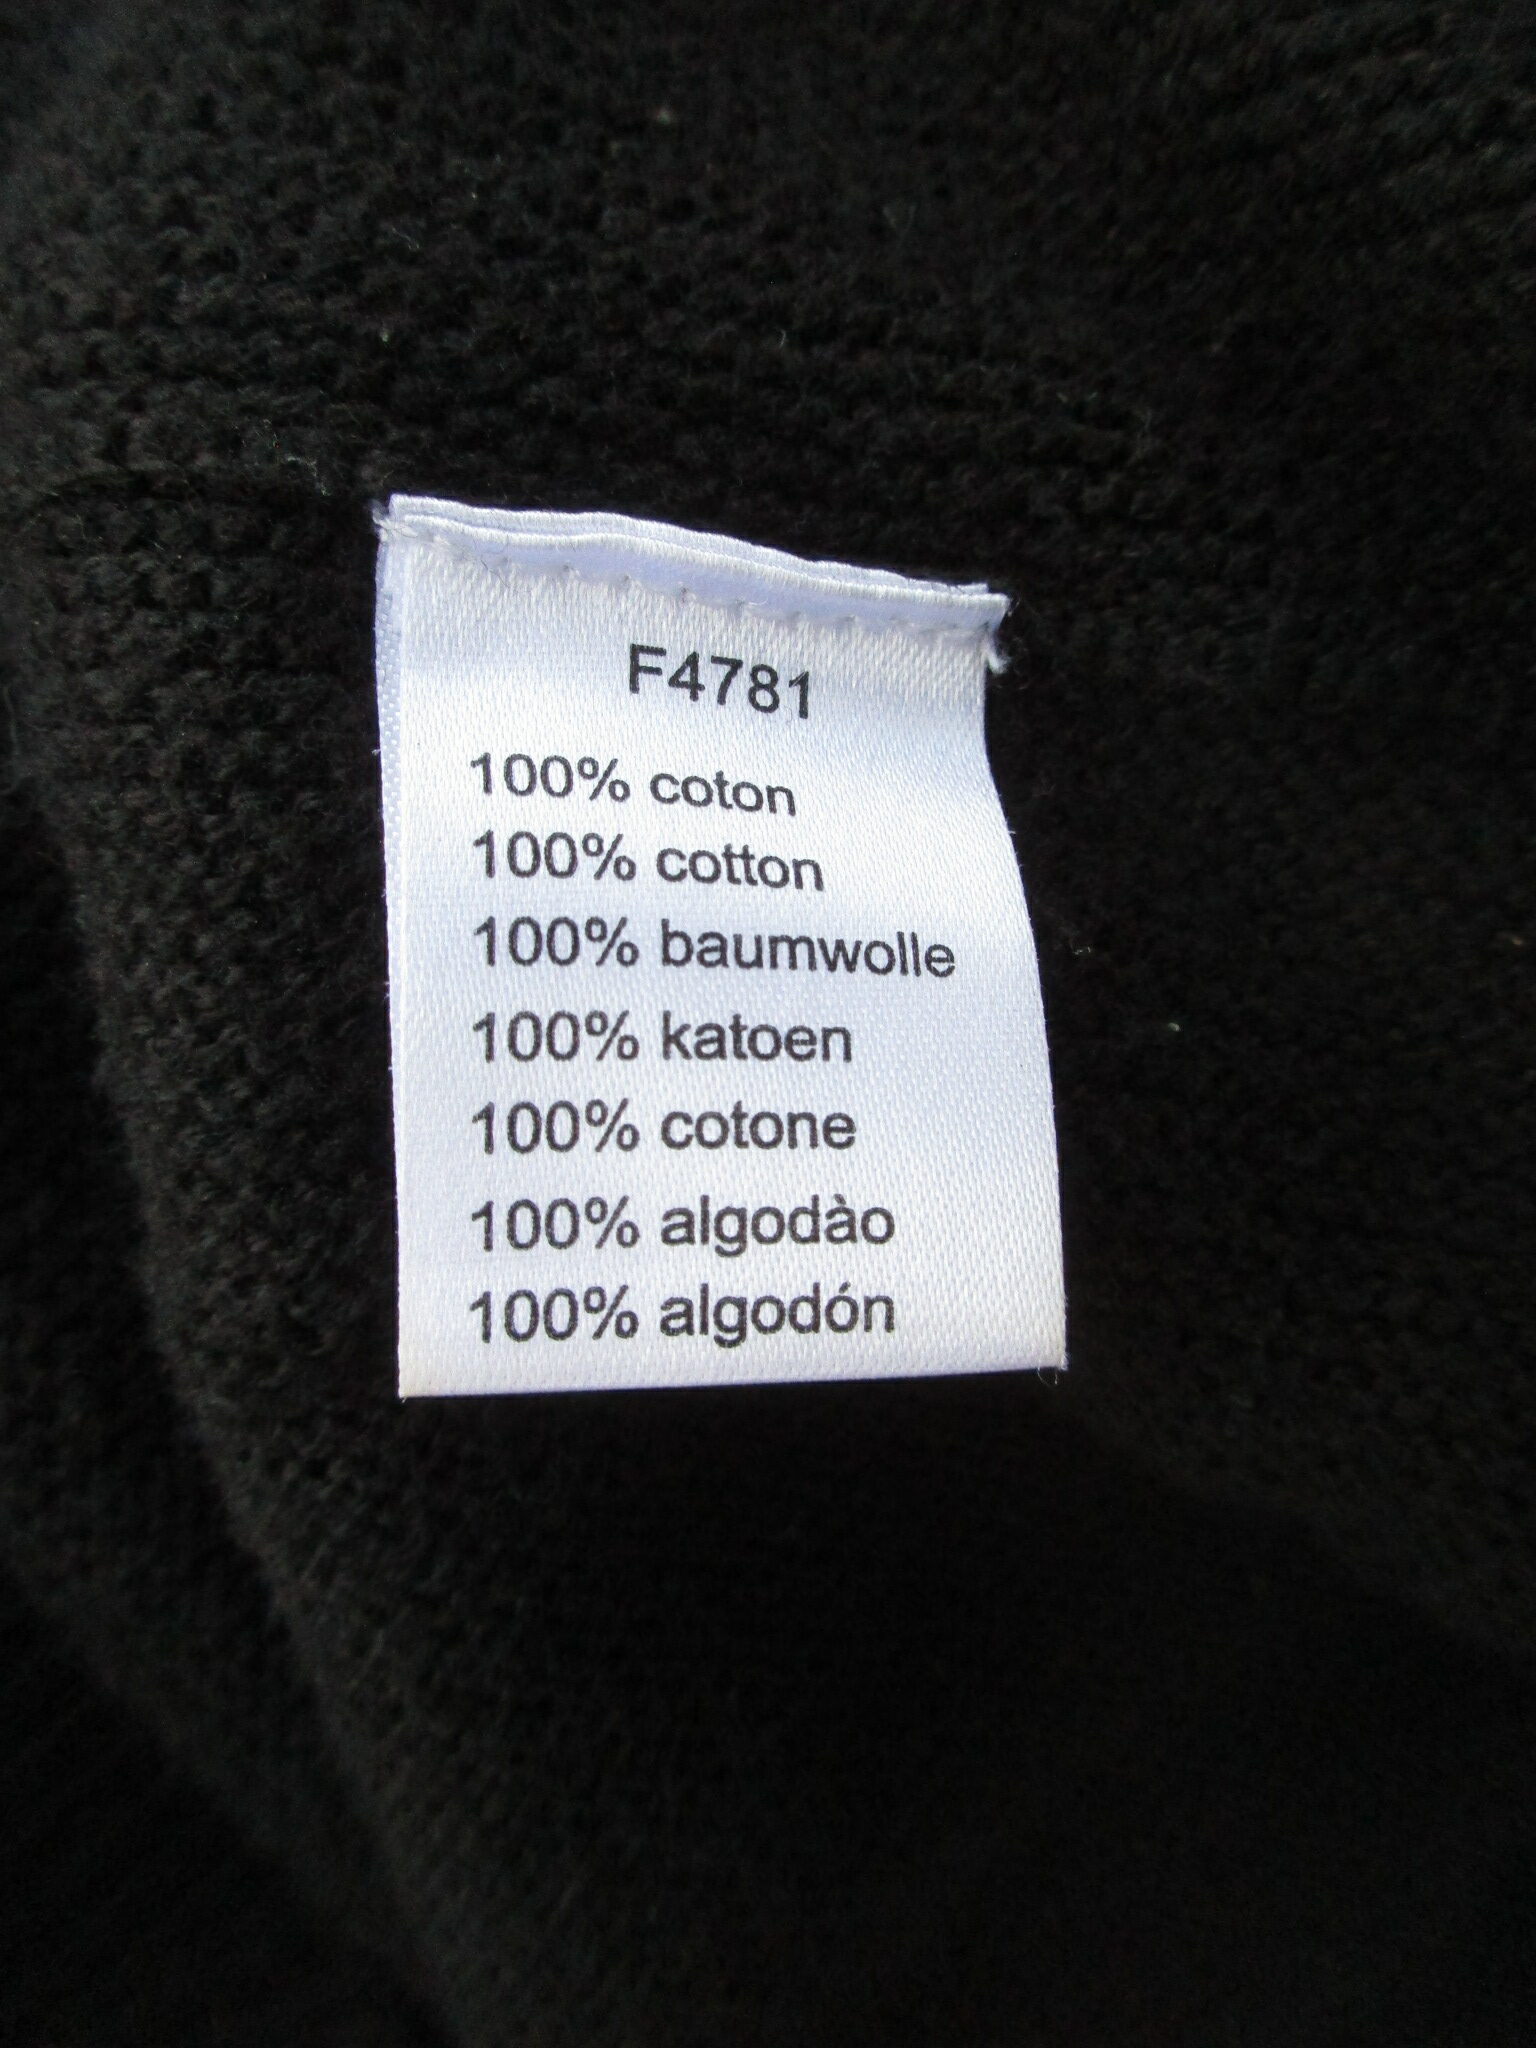 F4781
100% coton
100% cotton
100% baumwolle
100% katoen
100% cotone
100% algodào
100% algodón